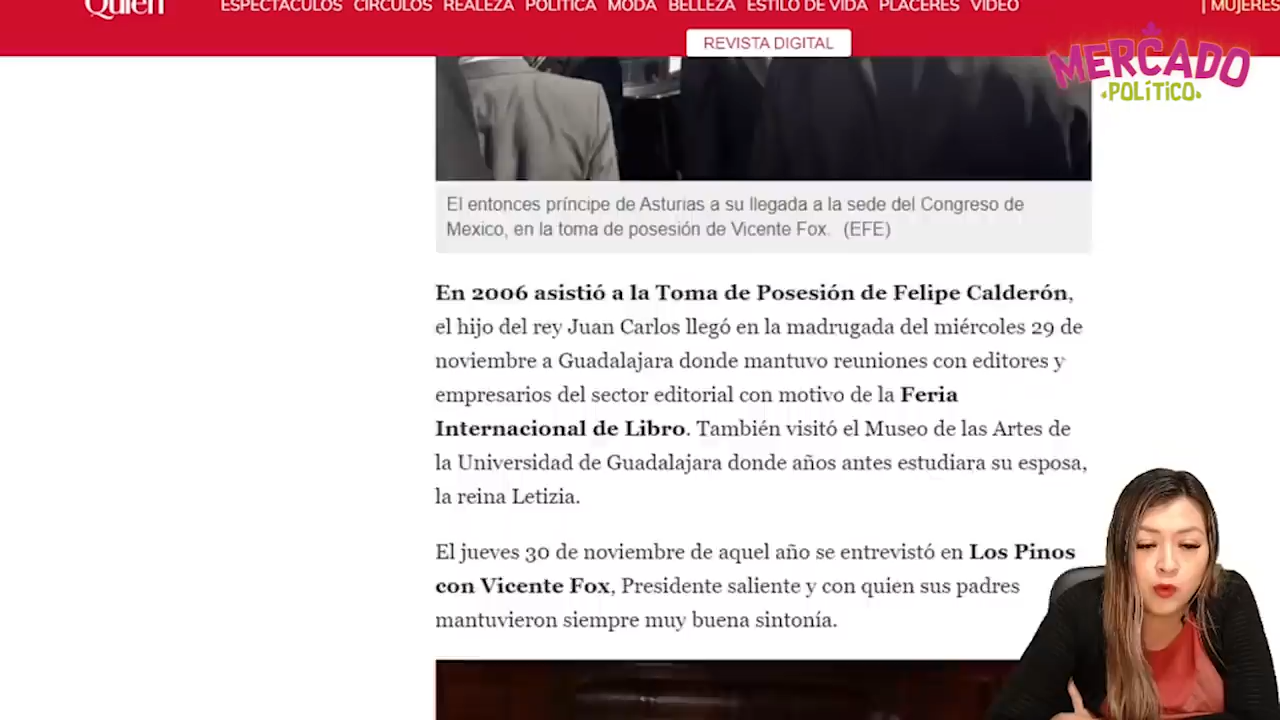 Quién
ESPECTÁCULOS CÍRCULOS REALEZA POLÍTICA MODA BELLEZA ESTILO DE VIDA PLACERES VIDEO
| MUJERES
REVISTA DIGITAL
MERCADO
POLÍTICO
El entonces príncipe de Asturias a su llegada a la sede del Congreso de
Mexico, en la toma de posesión de Vicente Fox. (EFE)
En 2006 asistió a la Toma de Posesión de Felipe Calderón,
el hijo del rey Juan Carlos llegó en la madrugada del miércoles 29 de
noviembre a Guadalajara donde mantuvo reuniones con editores y
empresarios del sector editorial con motivo de la Feria
Internacional de Libro. También visitó el Museo de las Artes de
la Universidad de Guadalajara donde años antes estudiara su esposa,
la reina Letizia.
El jueves 30 de noviembre de aquel año se entrevistó en Los Pinos
con Vicente Fox, Presidente saliente y con quien sus padres
mantuvieron siempre muy buena sintonía.